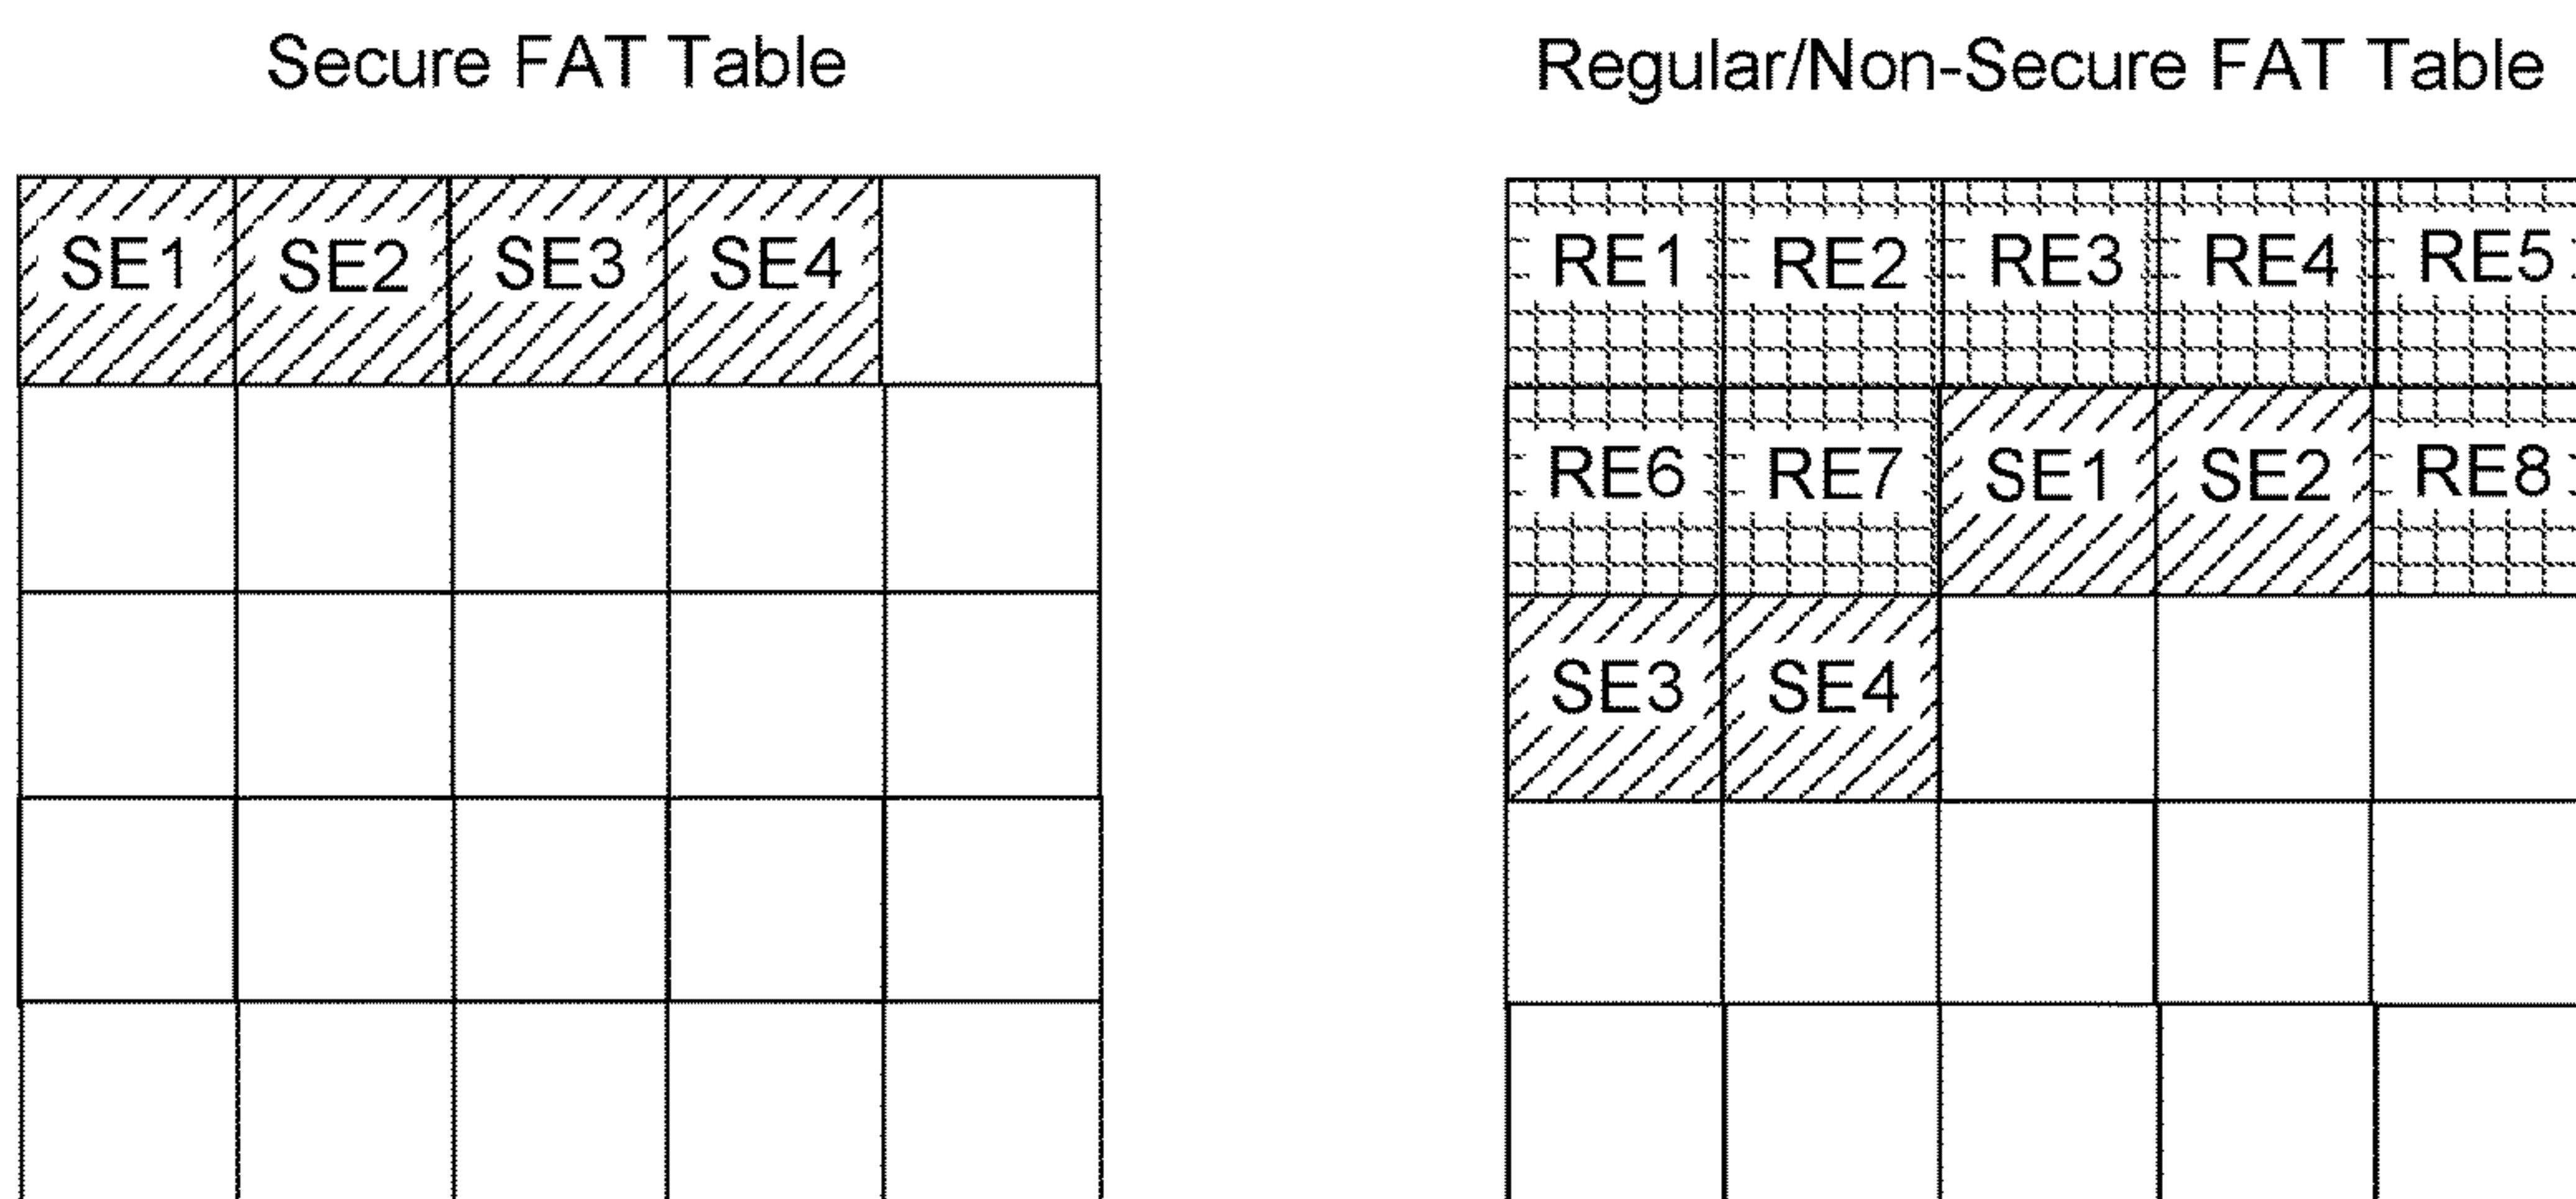 Secure FAT Table
Regular/Non-Secure FAT Table
SE1 SE2 SE3 SE4
RE1 RE2 RE3 RE4 RE5
RE6 RE7 SE1 SE2 RE8
SE3 SE4